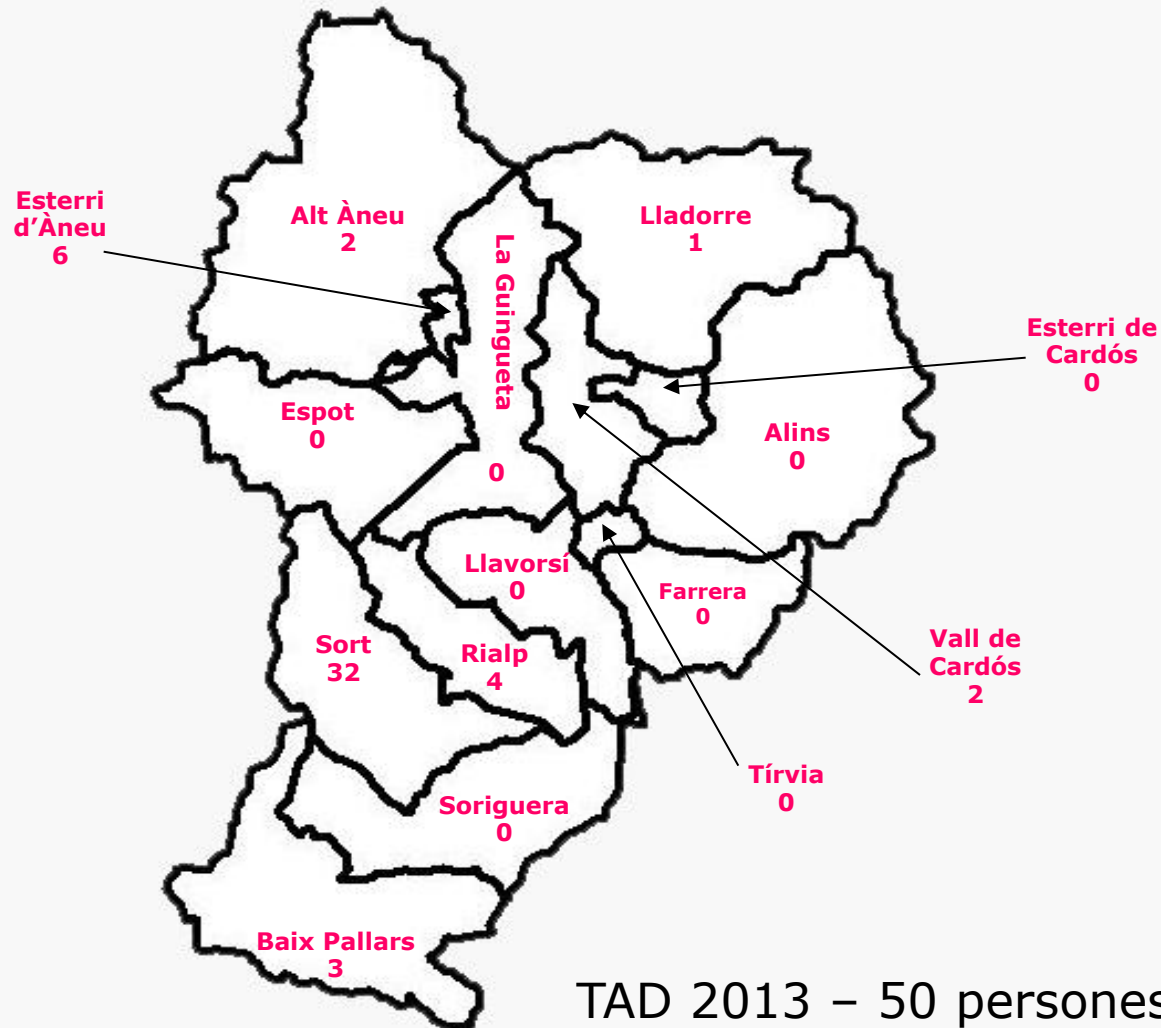 Esterri
d’Àneu
6
Alt Àneu
2
La Guingueta
0
Lladorre
1
Esterri de
Cardós
0
Espot
0
Alins
0
Llavorsí
0
Farrera
0
Sort
32
Rialp
4
Vall de
Cardós
2
Tírvia
0
Soriguera
0
Baix Pallars
3
TAD 2013 – 50 persones